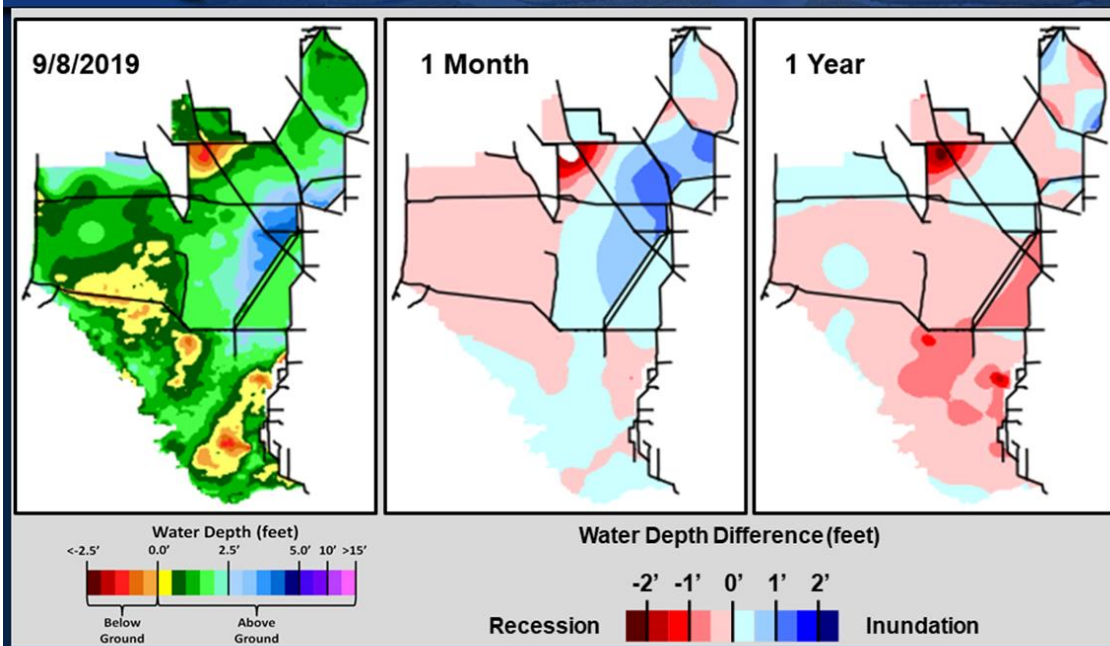 9/8/2019
1 Month
1 Year
Water Depth (feet)
<-2.5' 0.0' 2.5' 5.0' 10' >15'
Below
Ground
Above
Ground
Water Depth Difference (feet)
-2' -1' 0' 1' 2'
Recession
Inundation